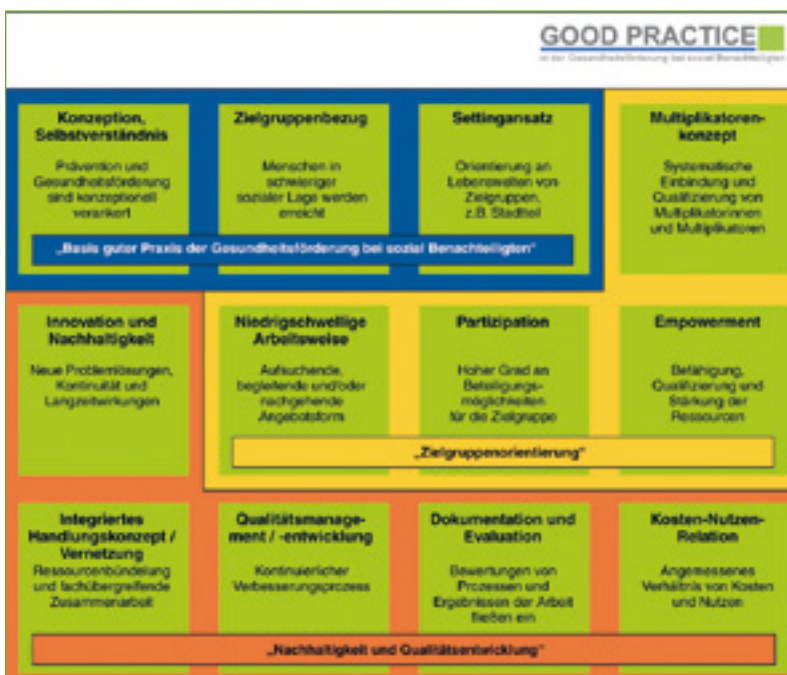 GOOD PRACTICE
in der Gesundheitsförderung bei sozial Benachteiligten
Konzeption,
Selbstverständnis
Prävention und
Gesundheitsförderung
sind konzeptionell
verankert
Zielgruppenbezug
Menschen in
schwieriger
sozialer Lage werden
erreicht
Settingansatz
Orientierung an
Lebenswelten von
Zielgruppen,
z.B. Stadtteil
Multiplikatoren-
konzept
Systematische
Einbindung und
Qualifizierung von
Multiplikatorinnen
und Multiplikatoren
„Basis guter Praxis der Gesundheitsförderung bei sozial Benachteiligten"
Innovation und
Nachhaltigkeit
Neue Problemlösungen,
Kontinuität und
Langzeitwirkungen
Niedrigschwellige
Arbeitsweise
Aufsuchende,
begleitende und/oder
nachgehende
Angebotsform
Partizipation
Hoher Grad an
Beteiligungs-
möglichkeiten
für die Zielgruppe
Empowerment
Befähigung,
Qualifizierung und
Stärkung der
Ressourcen
„Zielgruppenorientierung"
Integriertes
Handlungskonzept /
Vernetzung
Ressourcenbündelung
und fachübergreifende
Zusammenarbeit
Qualitätsmanage-
ment / -entwicklung
Kontinuierlicher
Verbesserungsprozess
Dokumentation und
Evaluation
Bewertungen von
Prozessen und
Ergebnissen der Arbeit
fließen ein
Kosten-Nutzen-
Relation
Angemessenes
Verhältnis von Kosten
und Nutzen
„Nachhaltigkeit und Qualitätsentwicklung"